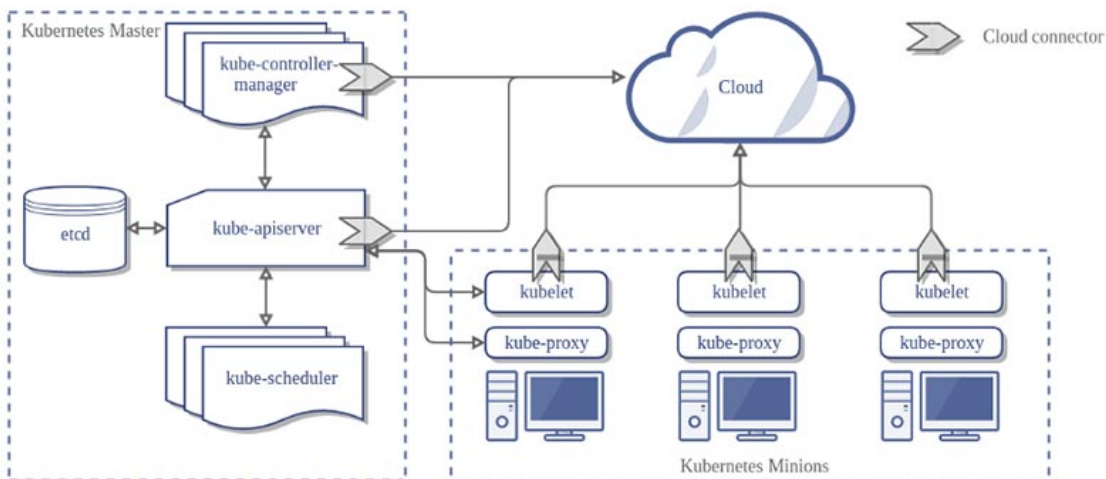 Kubernetes Master
kube-controller-
manager
Cloud
Cloud connector
etcd
kube-apiserver
kubelet
kubelet
kubelet
kube-proxy
kube-proxy
kube-proxy
kube-scheduler
Kubernetes Minions